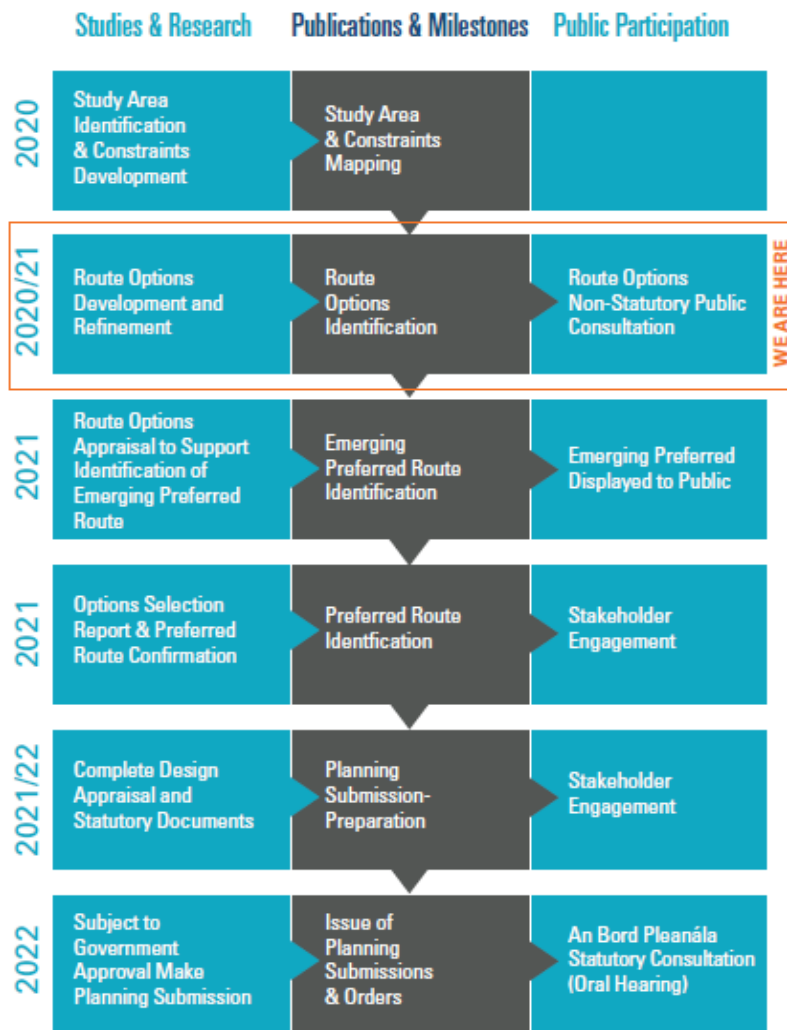 Studies & Research
Publications & Milestones
Public Participation
2020
Study Area
Identification
& Constraints
Development
Study Area
& Constraints
Mapping
2020/21
Route Options
Development and
Refinement
Route
Options
Identification
Route Options
Non-Statutory Public
Consultation
WE ARE HERE
2021
Route Options
Appraisal to Support
Identification of
Emerging Preferred
Route
Emerging
Preferred Route
Identification
Emerging Preferred
Displayed to Public
2021
Options Selection
Report & Preferred
Route Confirmation
Preferred Route
Identfication
Stakeholder
Engagement
2021/22
Complete Design
Appraisal and
Statutory Documents
Planning
Submission-
Preparation
Stakeholder
Engagement
2022
Subject to
Government
Approval Make
Planning Submission
Issue of
Planning
Submissions
& Orders
An Bord Pleanála
Statutory Consultation
(Oral Hearing)